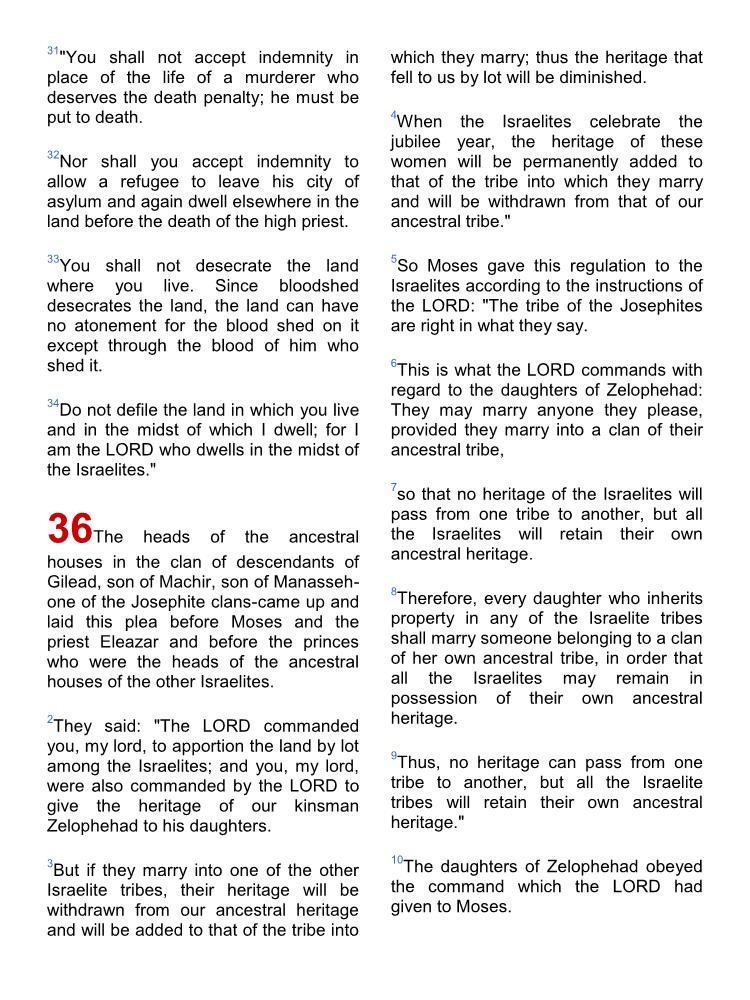 31"You shall not accept indemnity in
place of the life of a murderer who
deserves the death penalty; he must be
put to death.
32Nor shall you accept indemnity to
allow a refugee to leave his city of
asylum and again dwell elsewhere in the
land before the death of the high priest.
33You shall not desecrate the land
where you live. Since bloodshed
desecrates the land, the land can have
no atonement for the blood shed on it
except through the blood of him who
shed it.
34Do not defile the land in which you live
and in the midst of which I dwell; for I
am the LORD who dwells in the midst of
the Israelites."
36The heads of the ancestral
houses in the clan of descendants of
Gilead, son of Machir, son of Manasseh-
one of the Josephite clans-came up and
laid this plea before Moses and the
priest Eleazar and before the princes
who were the heads of the ancestral
houses of the other Israelites.
2They said: "The LORD commanded
you, my lord, to apportion the land by lot
among the Israelites; and you, my lord,
were also commanded by the LORD to
give the heritage of our kinsman
Zelophehad to his daughters.
3But if they marry into one of the other
Israelite tribes, their heritage will be
withdrawn from our ancestral heritage
and will be added to that of the tribe into
which they marry; thus the heritage that
fell to us by lot will be diminished.
4When the Israelites celebrate the
jubilee year, the heritage of these
women will be permanently added to
that of the tribe into which they marry
and will be withdrawn from that of our
ancestral tribe."
5So Moses gave this regulation to the
Israelites according to the instructions of
the LORD: "The tribe of the Josephites
are right in what they say.
6This is what the LORD commands with
regard to the daughters of Zelophehad:
They may marry anyone they please,
provided they marry into a clan of their
ancestral tribe,
7so that no heritage of the Israelites will
pass from one tribe to another, but all
the Israelites will retain their own
ancestral heritage.
8Therefore, every daughter who inherits
property in any of the Israelite tribes
shall marry someone belonging to a clan
of her own ancestral tribe, in order that
all the Israelites may remain in
possession of their own ancestral
heritage.
9Thus, no heritage can pass from one
tribe to another, but all the Israelite
tribes will retain their own ancestral
heritage."
10The daughters of Zelophehad obeyed
the command which the LORD had
given to Moses.